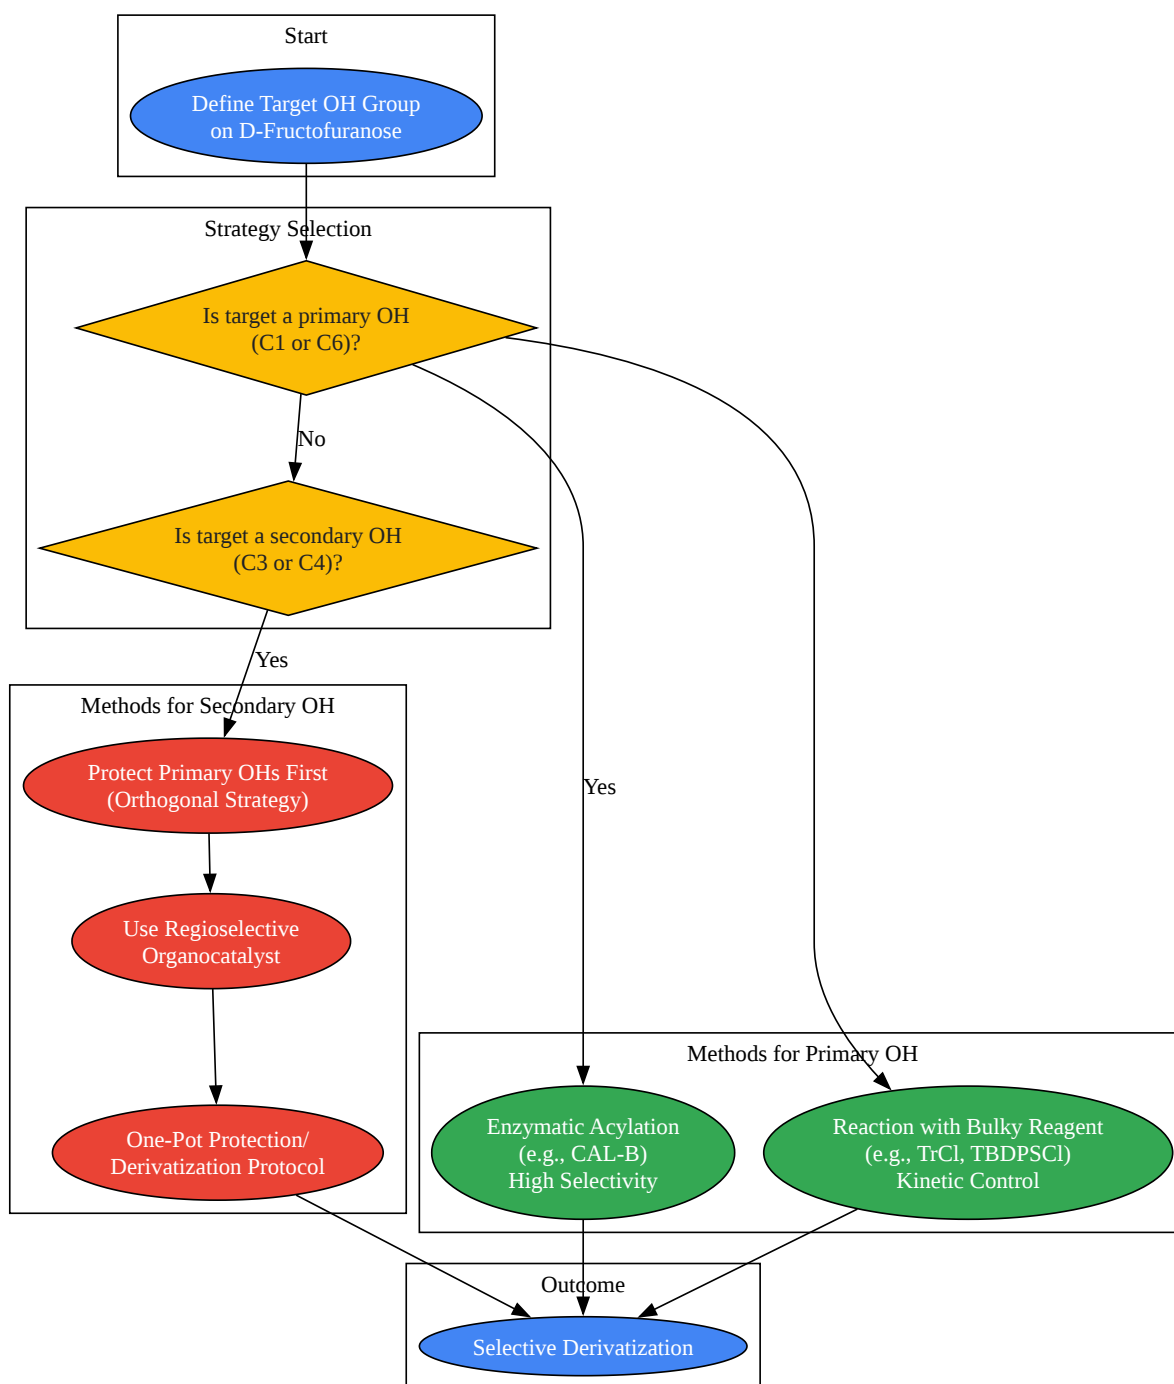 Start
Define Target OH Group
on D-Fructofuranose
Strategy Selection
Is target a primary OH
(C1 or C6)?
No
Is target a secondary OH
(C3 or C4)?
Yes
Methods for Secondary OH
Protect Primary OHs First
(Orthogonal Strategy)
Yes
Use Regioselective
Organocatalyst
One-Pot Protection/
Derivatization Protocol
Methods for Primary OH
Enzymatic Acylation
(e.g., CAL-B)
High Selectivity
Reaction with Bulky Reagent
(e.g., TrCl, TBDPSCl)
Kinetic Control
Outcome
Selective Derivatization